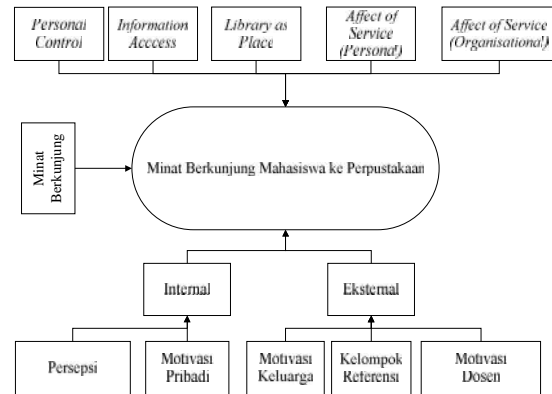 Personal
Control
Information
Acccess
Library as
Place
Affect of
Service
(Personal)
Affect of Service
(Organisational)
Minat
Berkunjung
Minat Berkunjung Mahasiswa ke Perpustakaan
Internal
Eksternal
Persepsi
Motivasi
Pribadi
Motivasi
Keluarga
Kelompok
Referensi
Motivasi
Dosen